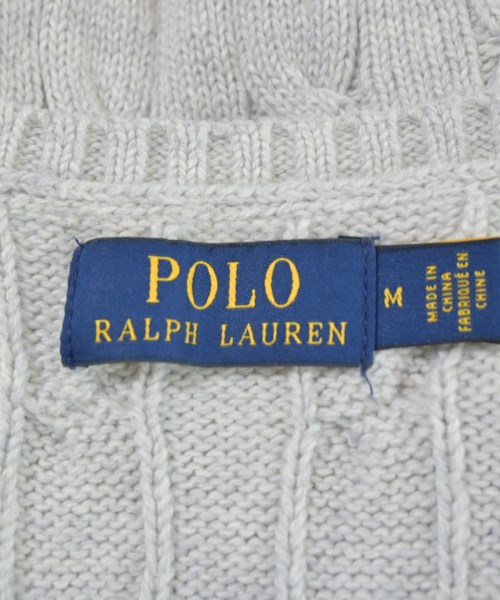 POLO
RALPH LAUREN
M
MADE IN
CHINA
FABRIQUÉ EN
CHINE